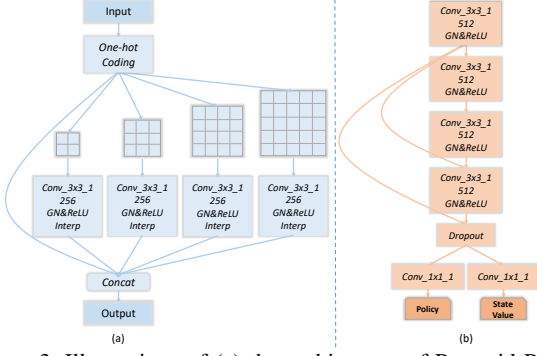 Input
One-hot
Coding
Conv_3x3_1
256
GN&ReLU
Interp
Conv_3x3_1
256
GN&ReLU
Interp
Conv_3x3_1
256
GN&ReLU
Interp
Conv_3x3_1
256
GN&ReLU
Interp
Concat
Output
(a)
Conv_3x3_1
512
GN&ReLU
Conv_3x3_1
512
GN&ReLU
Conv_3x3_1
512
GN&ReLU
Conv_3x3_1
512
GN&ReLU
Dropout
Conv_1x1_1
Conv_1x1_1
Policy
State
Value
(b)